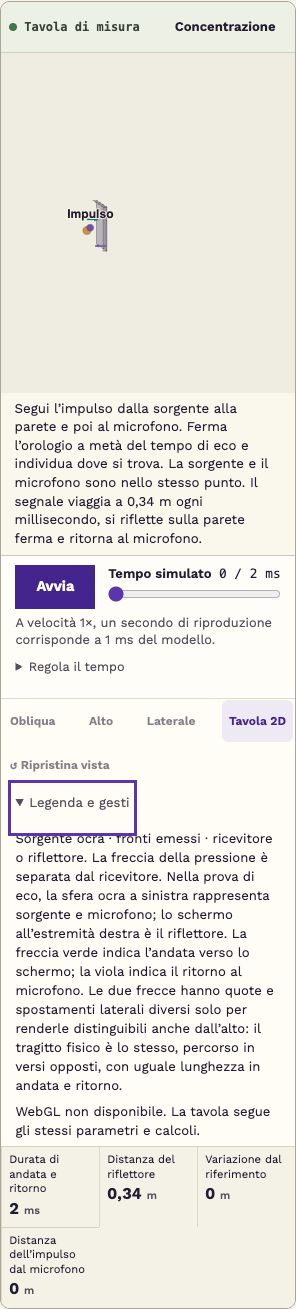 Tavola di misura Concentrazione
Impulso
Segui l'impulso dalla sorgente alla
parete e poi al microfono. Ferma
l'orologio a metà del tempo di eco e
individua dove si trova. La sorgente e il
microfono sono nello stesso punto. Il
segnale viaggia a 0,34 m ogni
millisecondo, si riflette sulla parete
ferma e ritorna al microfono.
Avvia
Tempo simulato 0 / 2 ms
A velocità 1×, un secondo di riproduzione
corrisponde a 1 ms del modello.
▶ Regola il tempo
Obliqua Alto Laterale Tavola 2D
↺ Ripristina vista
▼ Legenda e gesti
Sorgente ocra · fronti emessi · ricevitore
o riflettore. La freccia della pressione è
separata dal ricevitore. Nella prova di
eco, la sfera ocra a sinistra rappresenta
sorgente e microfono; lo schermo
all'estremità destra è il riflettore. La
freccia verde indica l'andata verso lo
schermo; la viola indica il ritorno al
microfono. Le due frecce hanno quote e
spostamenti laterali diversi solo per
renderle distinguibili anche dall'alto: il
tragitto fisico è lo stesso, percorso in
versi opposti, con uguale lunghezza in
andata e ritorno.
WebGL non disponibile. La tavola segue
gli stessi parametri e calcoli.
Durata di
andata e
ritorno
2 ms
Distanza del
riflettore
0,34 m
Variazione dal
riferimento
0 m
Distanza
dell'impulso
dal microfono
0 m